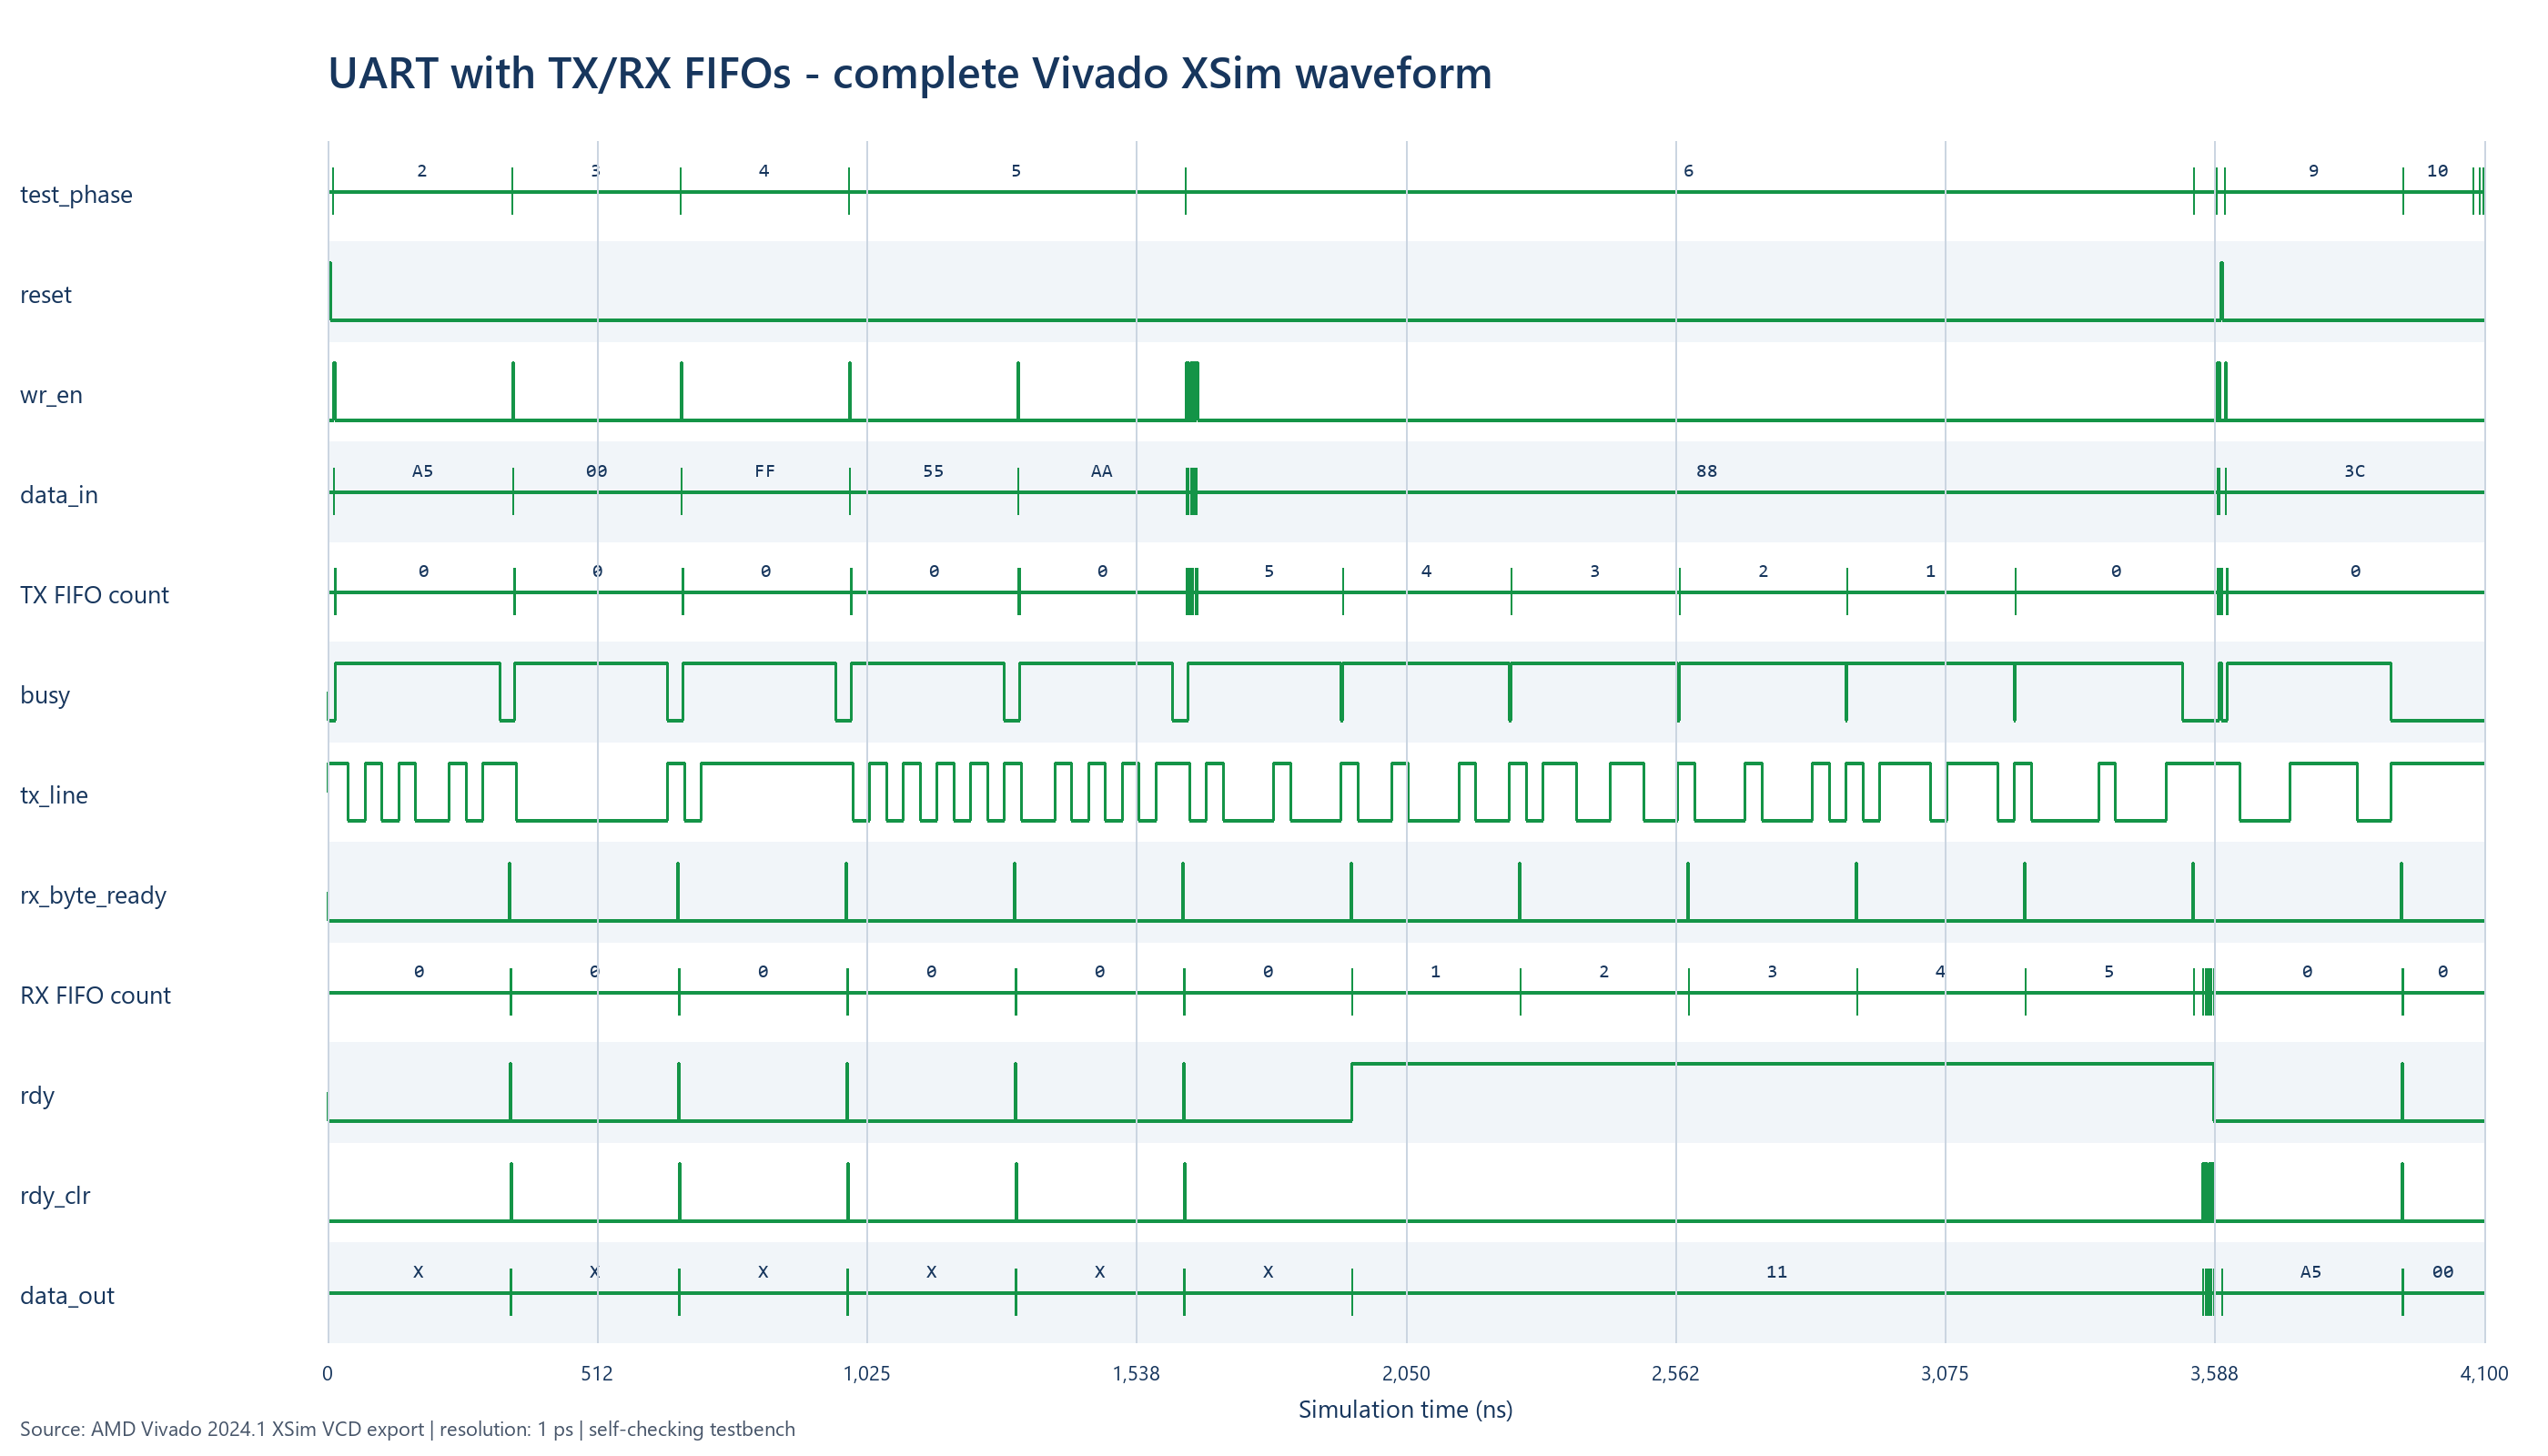 UART with TX/RX FIFOs - complete Vivado XSim waveform
test_phase 2 3 4 5 6 9 10
reset
wr_en
data_in A5 00 FF 55 AA 88 3C
TX FIFO count 0 0 0 0 0 5 4 3 2 1 0 0
busy
tx_line
rx_byte_ready
RX FIFO count 0 0 0 0 0 0 1 2 3 4 5 0 0
rdy
rdy_clr
data_out X X X X X X 11 A5 00
0 512 1,025 1,538 2,050 2,562 3,075 3,588 4,100
Simulation time (ns)
Source: AMD Vivado 2024.1 XSim VCD export | resolution: 1 ps | self-checking testbench